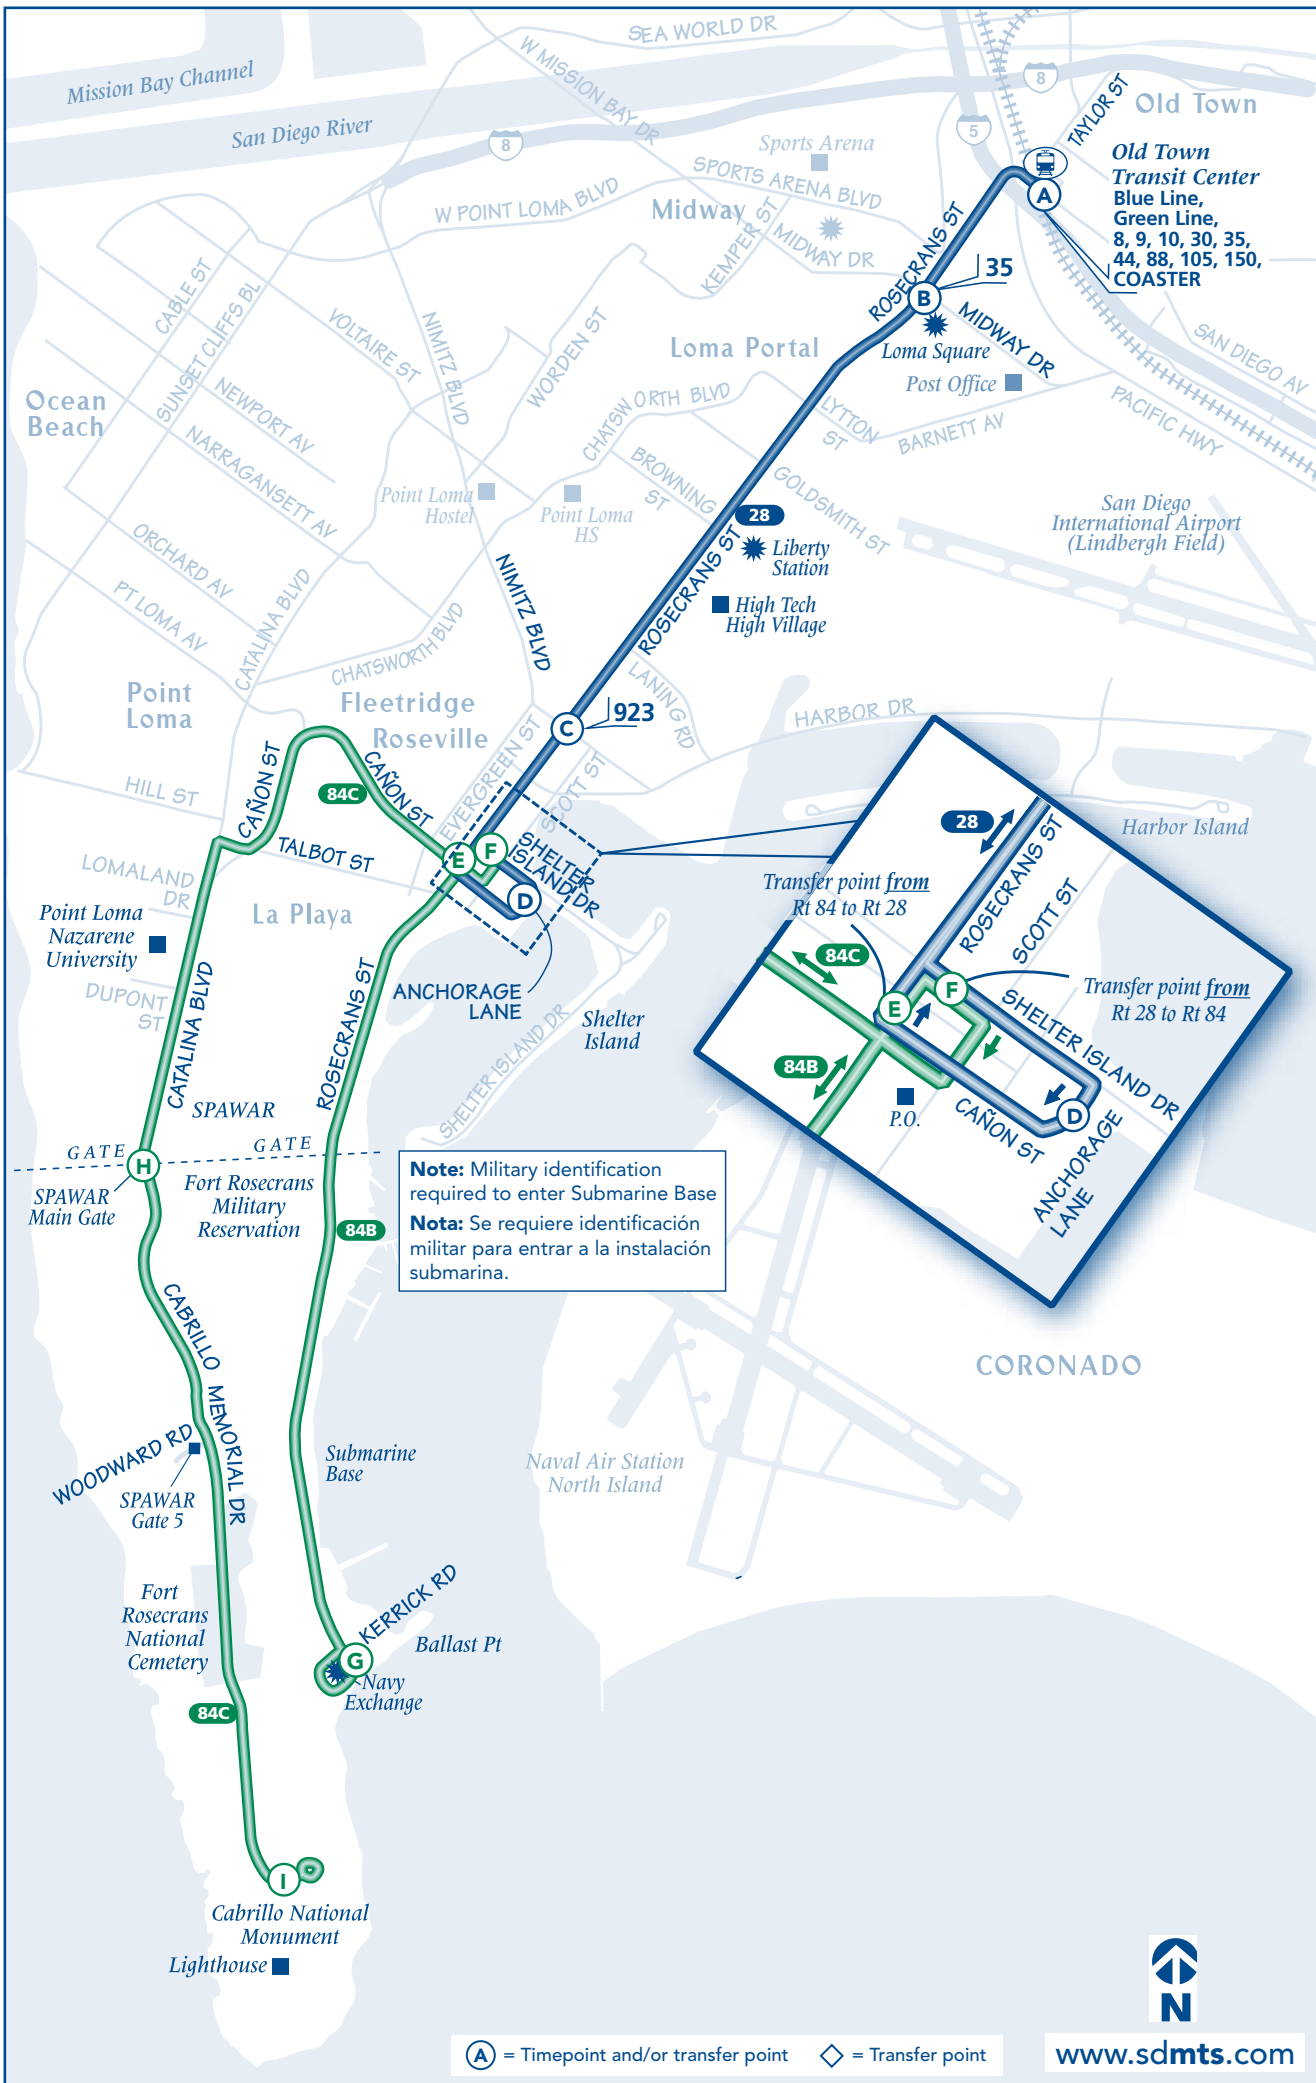 SEA WORLD DR
W MISSION BAY DR
Mission Bay Channel
San Diego River
8
8
5
TAYLOR ST
Old Town
Old Town
Transit Center
Blue Line,
Green Line,
8, 9, 10, 30, 35,
44, 88, 105, 150,
COASTER
A
Sports Arena
SPORTS ARENA BLVD
W POINT LOMA BLVD
Midway
KEMPER ST
MIDWAY DR
ROSECRANS ST
35
B
MIDWAY DR
Loma Square
Post Office
SAN DIEGO AV
PACIFIC HWY
BARNETT AV
LYTTON
ST
CABLE ST
SUNSET CLIFFS BL
VOLTAIRE ST
NIMITZ BLVD
WORDEN ST
Loma Portal
CHATSWORTH BLVD
Ocean
Beach
NEWPORT AV
NARRAGANSETT AV
BROWNING
ST
GOLDSMITH ST
Point Loma
Hostel
Point Loma
HS
28
Liberty
Station
San Diego
International Airport
(Lindbergh Field)
ORCHARD AV
PT LOMA AV
CATALINA BLVD
NIMITZ BLVD
ROSECRANS ST
High Tech
High Village
CHATSWORTH BLVD
LANING RD
Point
Loma
Fleetridge
Roseville
C
923
HARBOR DR
EVERGREEN ST
SCOTT ST
HILL ST
CAÑON ST
CAÑON ST
84C
TALBOT ST
E
F
SHELTER
ISLAND DR
D
LOMALAND
DR
La Playa
Point Loma
Nazarene
University
DUPONT
ST
CATALINA BLVD
ROSECRANS ST
ANCHORAGE
LANE
Shelter
Island
SHELTER ISLAND DR
Harbor Island
28
ROSECRANS ST
SCOTT ST
Transfer point from
Rt 84 to Rt 28
84C
E
F
Transfer point from
Rt 28 to Rt 84
SHELTER ISLAND DR
84B
P.O.
CAÑON ST
D
ANCHORAGE
LANE
SPAWAR
GATE
GATE
H
SPAWAR
Main Gate
Fort Rosecrans
Military
Reservation
84B
Note: Military identification
required to enter Submarine Base
Nota: Se requiere identificación
militar para entrar a la instalación
submarina.
CABRILLO MEMORIAL DR
CORONADO
WOODWARD RD
SPAWAR
Gate 5
Submarine
Base
Naval Air Station
North Island
Fort
Rosecrans
National
Cemetery
KERRICK RD
G
Ballast Pt
Navy
Exchange
84C
I
Cabrillo National
Monument
Lighthouse
N
A = Timepoint and/or transfer point
= Transfer point
www.sdmts.com